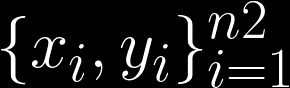 {x_i, y_i}_{i=1}^{n2}